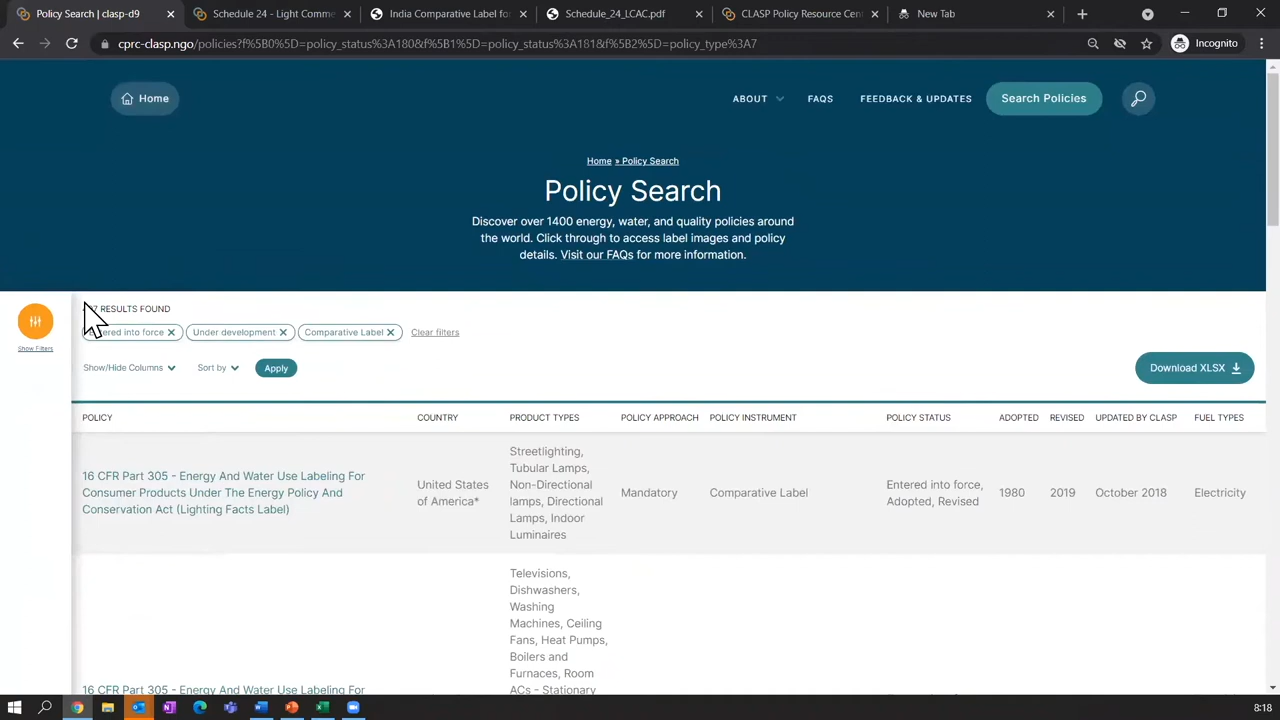 Policy Search | clasp-d9
Schedule 24 - Light Comme
India Comparative Label for
Schedule_24_LCAC.pdf
CLASP Policy Resource Cent
New Tab
cprc-clasp.ngo/policies?f%5B0%5D=policy_status%3A180&f%5B1%5D=policy_status%3A181&f%5B2%5D=policy_type%3A7
Incognito
Home
ABOUT
FAQS
FEEDBACK & UPDATES
Search Policies
Home » Policy Search
Policy Search
Discover over 1400 energy, water, and quality policies around
the world. Click through to access label images and policy
details. Visit our FAQs for more information.
Show Filters
RESULTS FOUND
into force
Under development
Comparative Label
Clear filters
Show/Hide Columns
Sort by
Apply
Download XLSX
POLICY
COUNTRY
PRODUCT TYPES
POLICY APPROACH
POLICY INSTRUMENT
POLICY STATUS
ADOPTED
REVISED
UPDATED BY CLASP
FUEL TYPES
16 CFR Part 305 - Energy And Water Use Labeling For
Consumer Products Under The Energy Policy And
Conservation Act (Lighting Facts Label)
United States
of America*
Streetlighting,
Tubular Lamps,
Non-Directional
lamps, Directional
Lamps, Indoor
Luminaires
Mandatory
Comparative Label
Entered into force,
Adopted, Revised
1980
2019
October 2018
Electricity
16 CFR Part 305 - Energy And Water Use Labeling For
Televisions,
Dishwashers,
Washing
Machines, Ceiling
Fans, Heat Pumps,
Boilers and
Furnaces, Room
ACs - Stationary
8:18